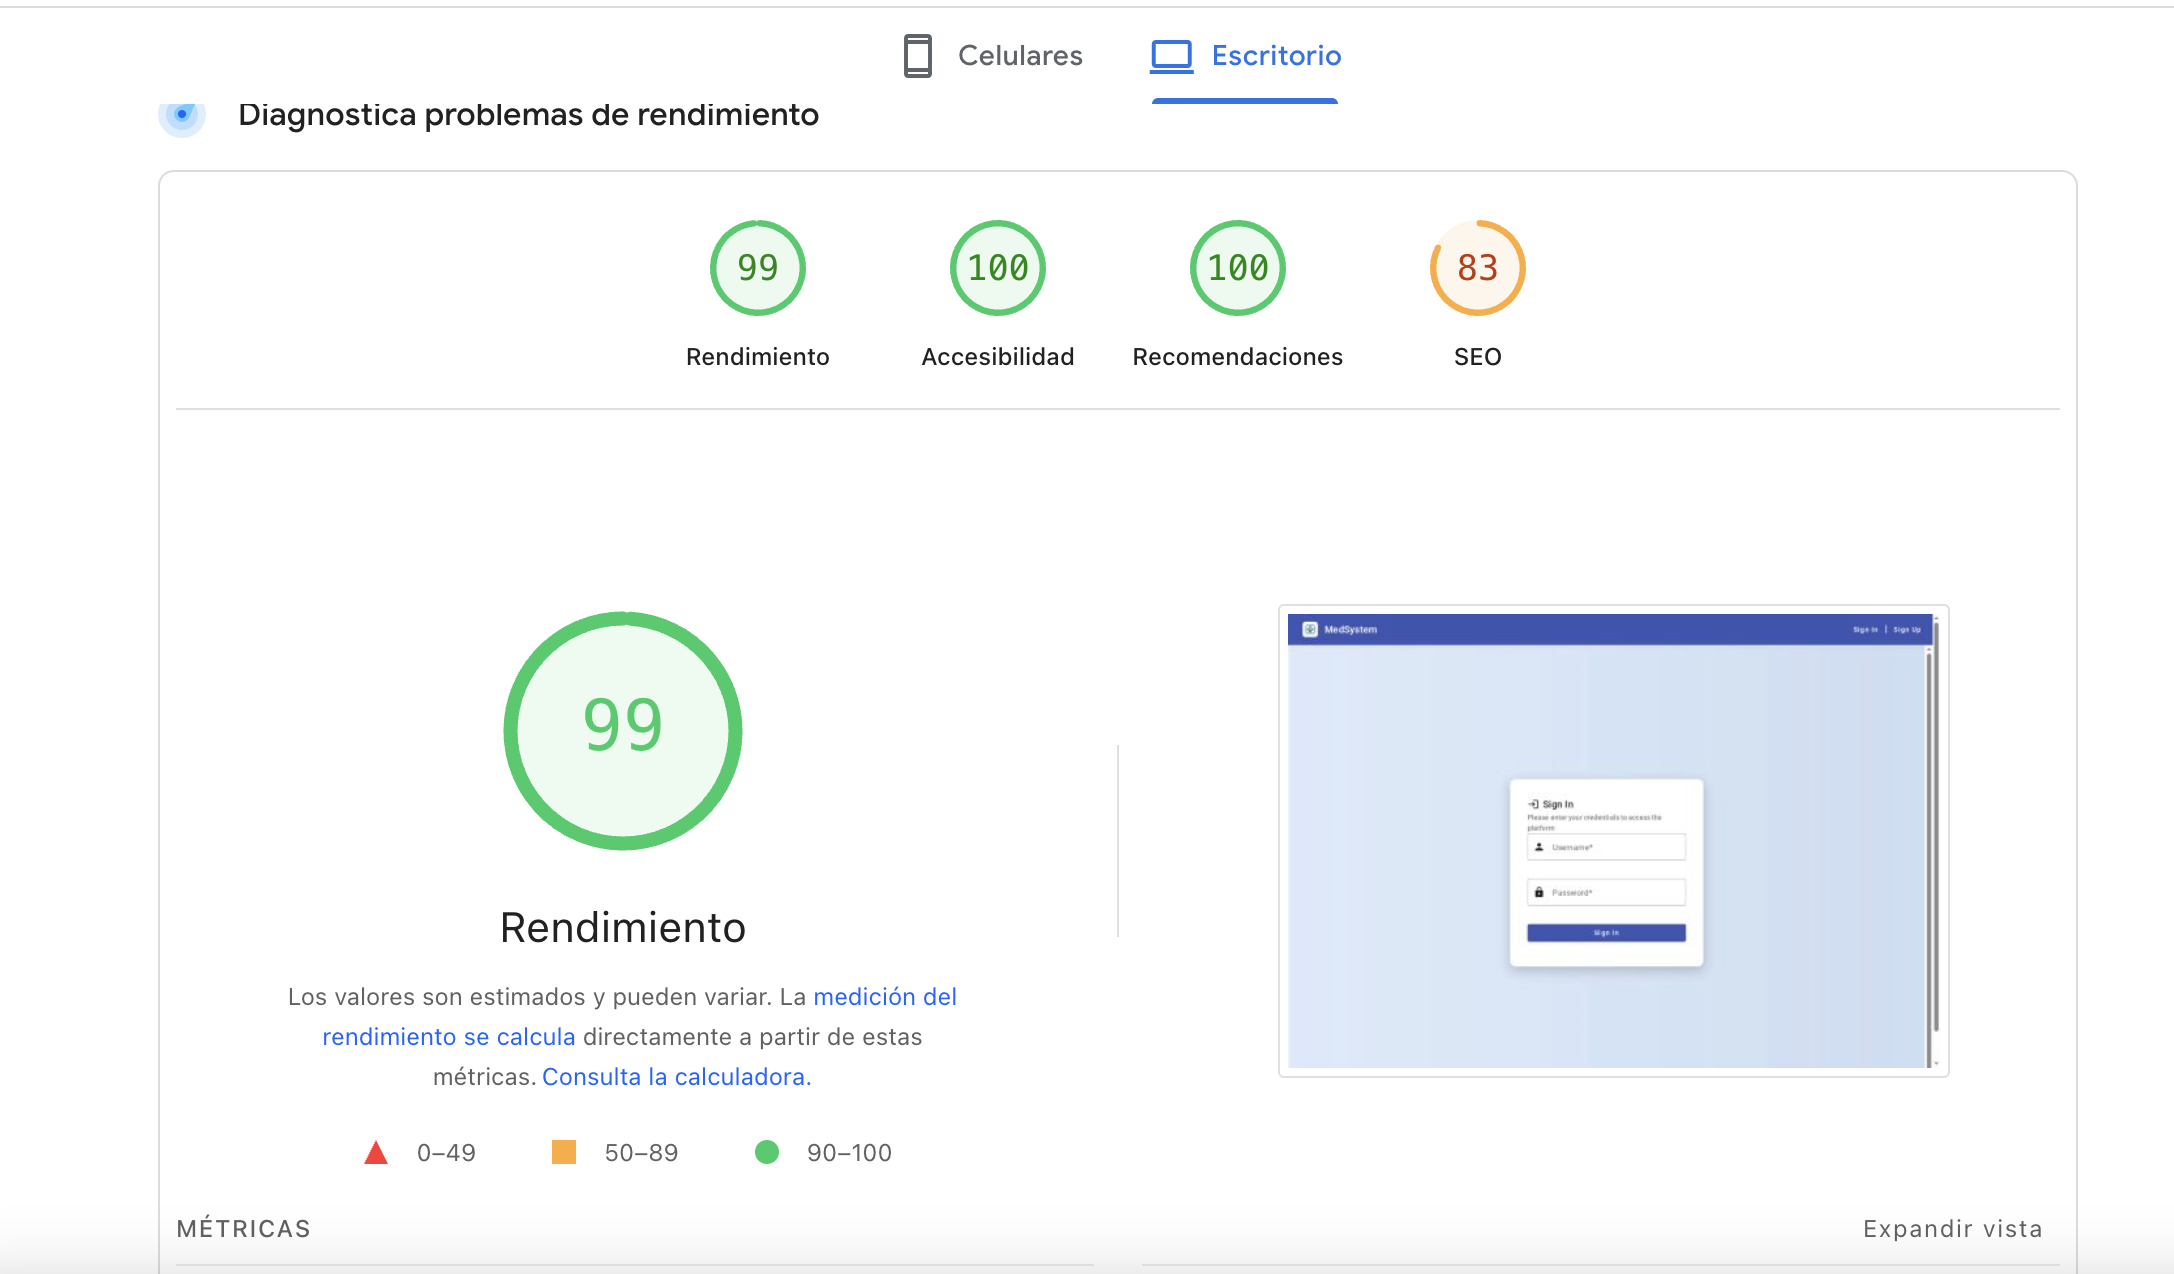 Celulares
Escritorio
Diagnostica problemas de rendimiento
99
100
100
83
Rendimiento
Accesibilidad
Recomendaciones
SEO
99
Rendimiento
Los valores son estimados y pueden variar. La medición del
rendimiento se calcula directamente a partir de estas
métricas. Consulta la calculadora.
0–49
50–89
90–100
MedSystem
Sign In | Sign Up
Sign In
Please enter your credentials to access the
platform
Username*
Password*
Sign In
MÉTRICAS
Expandir vista